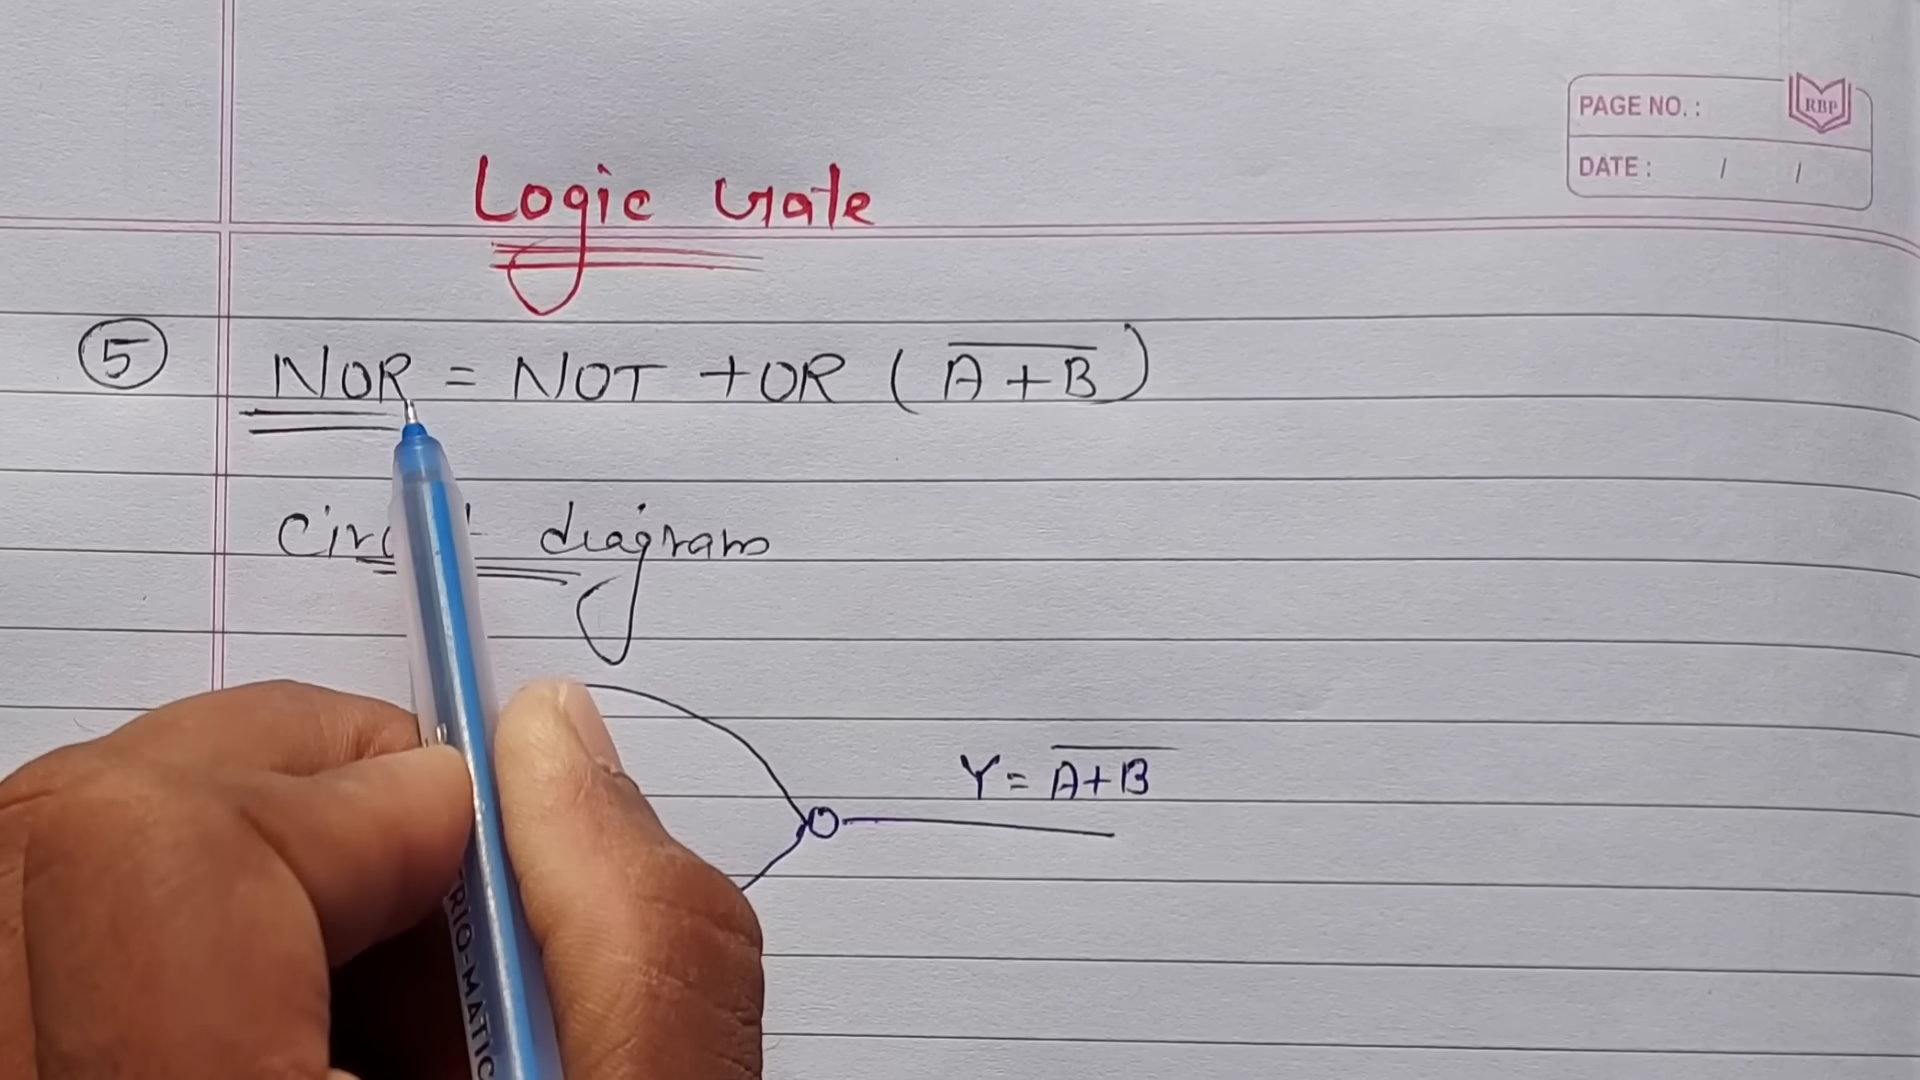 PAGE NO. :
RBP
DATE : / /
Logic Gate
5 NOR = NOT + OR ( A̅ ̅+̅ ̅B̅ )
diagram
Y = A̅+̅B̅